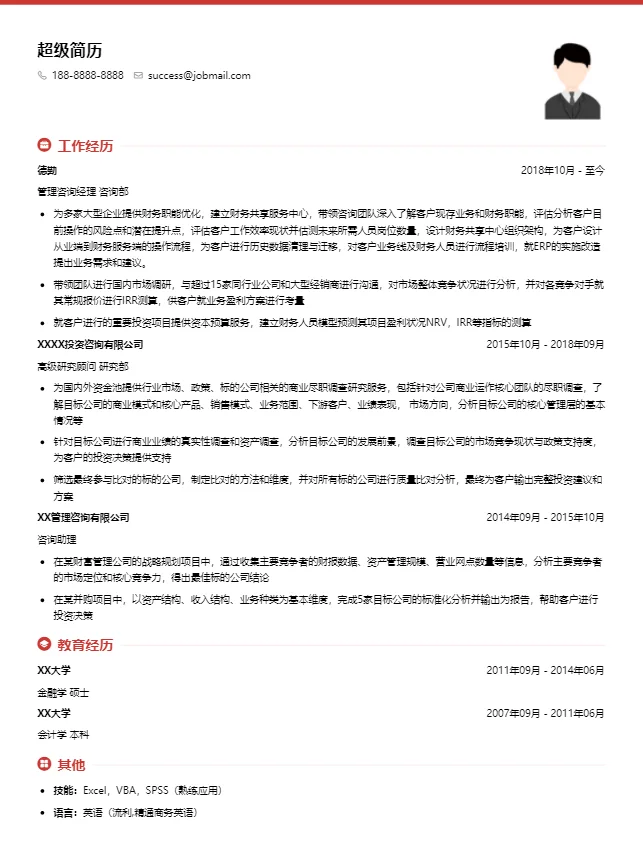 超级简历
188-8888-8888 success@jobmail.com
工作经历
德勤 2018年10月 - 至今
管理咨询经理 咨询部
• 为多家大型企业提供财务职能优化，建立财务共享服务中心，带领咨询团队深入了解客户现存业务和财务职能，评估分析客户目
前操作的风险点和潜在提升点，评估客户工作效率现状并估测未来所需人员岗位数量，设计财务共享中心组织架构，为客户设计
从业端到财务服务端的操作流程，为客户进行历史数据清理与迁移，对客户业务线及财务人员进行流程培训，就ERP的实施改造
提出业务需求和建议。
• 带领团队进行国内市场调研，与超过15家同行业公司和大型经销商进行沟通，对市场整体竞争状况进行分析，并对各竞争对手就
其常规报价进行IRR测算，供客户就业务盈利方案进行考量
• 就客户进行的重要投资项目提供资本预算服务，建立财务人员模型预测其项目盈利状况NRV，IRR等指标的测算
XXXX投资咨询有限公司 2015年10月 - 2018年09月
高级研究顾问 研究部
• 为国内外资金池提供行业市场、政策、标的公司相关的商业尽职调查研究服务，包括针对公司商业运作核心团队的尽职调查，了
解目标公司的商业模式和核心产品、销售模式、业务范围、下游客户、业绩表现， 市场方向，分析目标公司的核心管理层的基本
情况等
• 针对目标公司进行商业业绩的真实性调查和资产调查，分析目标公司的发展前景，调查目标公司的市场竞争现状与政策支持度，
为客户的投资决策提供支持
• 筛选最终参与比对的标的公司，制定比对的方法和维度，并对所有标的公司进行质量比对分析，最终为客户输出完整投资建议和
方案
XX管理咨询有限公司 2014年09月 - 2015年10月
咨询助理
• 在某财富管理公司的战略规划项目中，通过收集主要竞争者的财报数据、资产管理规模、营业网点数量等信息，分析主要竞争者
的市场定位和核心竞争力，得出最佳标的公司结论
• 在某并购项目中，以资产结构、收入结构、业务种类为基本维度，完成5家目标公司的标准化分析并输出为报告，帮助客户进行
投资决策
教育经历
XX大学 2011年09月 - 2014年06月
金融学 硕士
XX大学 2007年09月 - 2011年06月
会计学 本科
其他
• 技能：Excel，VBA，SPSS（熟练应用）
• 语言：英语（流利,精通商务英语）